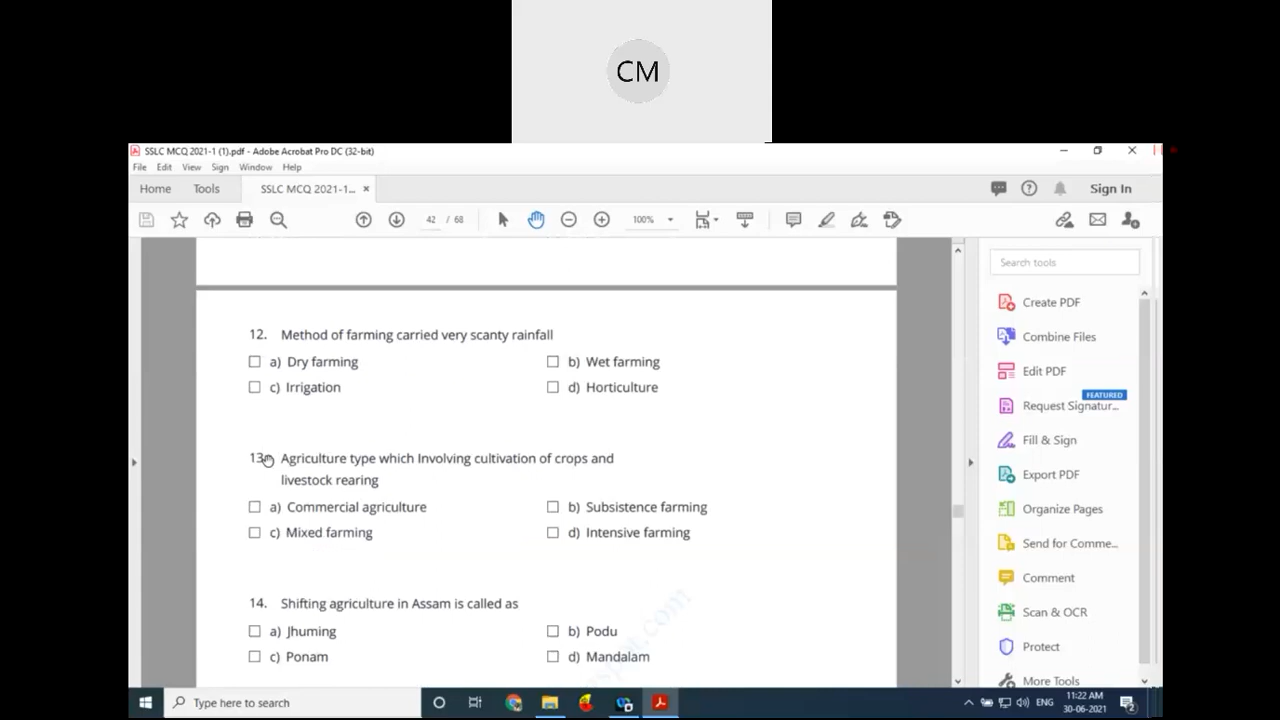 CM
SSLC MCQ 2021-1 (1).pdf - Adobe Acrobat Pro DC (32-bit)
File Edit View Sign Window Help
Home Tools SSLC MCQ 2021-1... × Sign In
42 / 68 100%
Search tools
12. Method of farming carried very scanty rainfall
a) Dry farming b) Wet farming
c) Irrigation d) Horticulture
13. Agriculture type which Involving cultivation of crops and
livestock rearing
a) Commercial agriculture b) Subsistence farming
c) Mixed farming d) Intensive farming
14. Shifting agriculture in Assam is called as
a) Jhuming b) Podu
c) Ponam d) Mandalam
Create PDF
Combine Files
Edit PDF
FEATURED
Request Signatur...
Fill & Sign
Export PDF
Organize Pages
Send for Comme...
Comment
Scan & OCR
Protect
More Tools
Type here to search
ENG
11:22 AM
30-06-2021
2